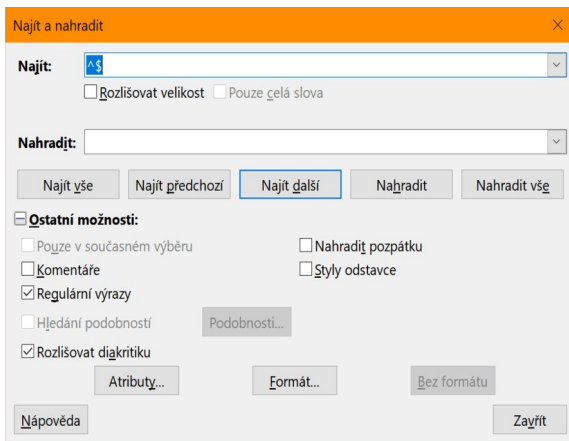 Najít a nahradit
Najít: ^$
Rozlišovat velikost Pouze celá slova
Nahradit:
Najít vše Najít předchozí Najít další Nahradit Nahradit vše
Ostatní možnosti:
Pouze v současném výběru Nahradit pozpátku
Komentáře Styly odstavce
Regulární výrazy
Hledání podobností Podobnosti...
Rozlišovat diakritiku
Atributy... Formát... Bez formátu
Nápověda Zavřít